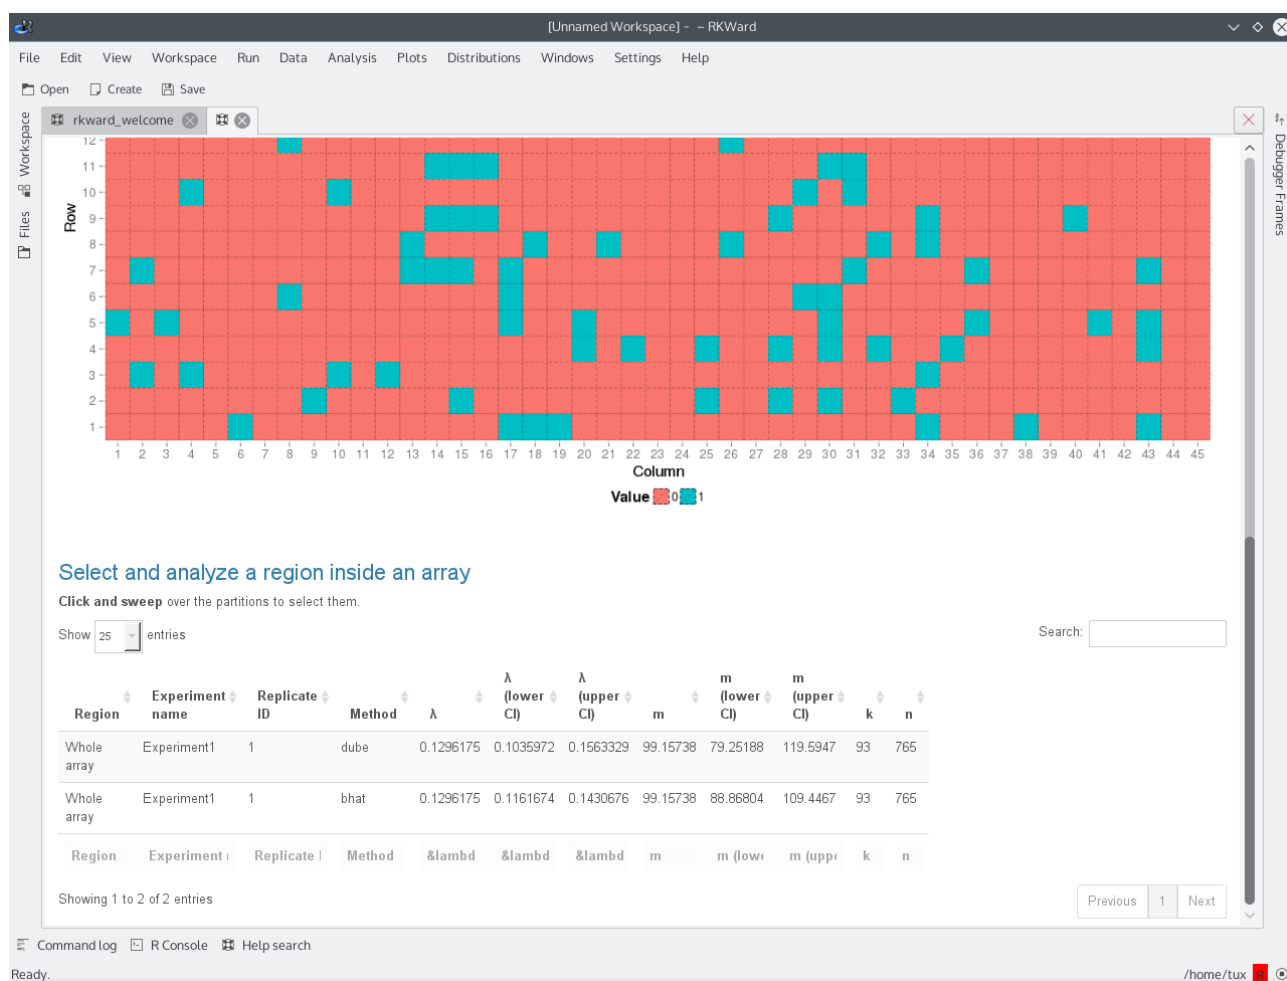 [Unnamed Workspace] - – RKWard
File Edit View Workspace Run Data Analysis Plots Distributions Windows Settings Help
Open Create Save
Workspace
Files
rkward_welcome
Debugger Frames
Row
12
11
10
9
8
7
6
5
4
3
2
1
1 2 3 4 5 6 7 8 9 10 11 12 13 14 15 16 17 18 19 20 21 22 23 24 25 26 27 28 29 30 31 32 33 34 35 36 37 38 39 40 41 42 43 44 45
Column
Value 0 1
Select and analyze a region inside an array
Click and sweep over the partitions to select them.
Show 25 entries Search:
Region Experiment name Replicate ID Method λ λ (lower CI) λ (upper CI) m m (lower CI) m (upper CI) k n
Whole array Experiment1 1 dube 0.1296175 0.1035972 0.1563329 99.15738 79.25188 119.5947 93 765
Whole array Experiment1 1 bhat 0.1296175 0.1161674 0.1430676 99.15738 88.86804 109.4467 93 765
Region Experiment Replicate Method &lambd &lambd &lambd m m (low m (upp k n
Showing 1 to 2 of 2 entries Previous 1 Next
Command log R Console Help search
Ready. /home/tux R